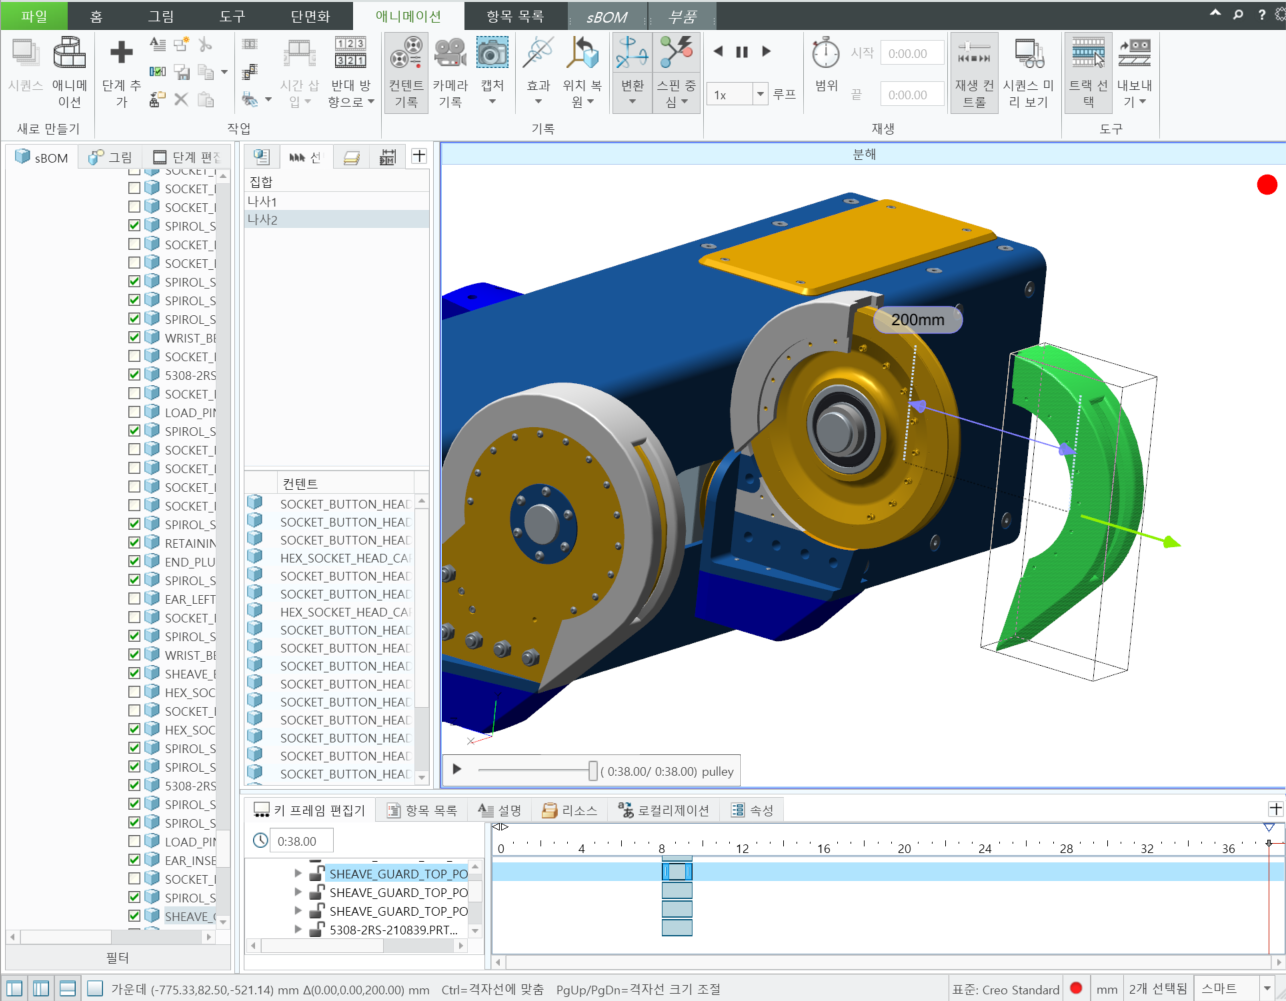 파일 홈 그림 도구 단면화 애니메이션 항목 목록 sBOM 부품
시퀀스 애니메이션 단계 추가 시간 삽입 반대 방향으로 컨텐트 기록 카메라 기록 캡처 효과 위치 복원 변환 스핀 중심 1x 루프 범위 시작 0:00.00 끝 0:00.00 재생 컨트롤 시퀀스 미리 보기 트랙 선택 내보내기
새로 만들기 작업 기록 재생 도구
sBOM 그림 단계 편집
SOCKET_
SOCKET_
SPIROL_S
SOCKET_
SOCKET_
SPIROL_S
SPIROL_S
SPIROL_S
WRIST_BE
SOCKET_
5308-2RS
SOCKET_
LOAD_PIN
SPIROL_S
SOCKET_
SOCKET_
SOCKET_
SOCKET_
SPIROL_S
RETAININ
END_PLU
SPIROL_S
EAR_LEFT
SOCKET_
SPIROL_S
WRIST_BE
SHEAVE_
HEX_SOC
SOCKET_
HEX_SOC
SPIROL_S
SPIROL_S
5308-2RS
SPIROL_S
SPIROL_S
LOAD_PIN
EAR_INSE
SOCKET_
SPIROL_S
SHEAVE_
필터
선
집합
나사1
나사2
컨텐트
SOCKET_BUTTON_HEAD
SOCKET_BUTTON_HEAD
SOCKET_BUTTON_HEAD
HEX_SOCKET_HEAD_CA
SOCKET_BUTTON_HEAD
SOCKET_BUTTON_HEAD
HEX_SOCKET_HEAD_CA
SOCKET_BUTTON_HEAD
SOCKET_BUTTON_HEAD
SOCKET_BUTTON_HEAD
SOCKET_BUTTON_HEAD
SOCKET_BUTTON_HEAD
SOCKET_BUTTON_HEAD
SOCKET_BUTTON_HEAD
SOCKET_BUTTON_HEAD
SOCKET_BUTTON_HEAD
분해
200mm
( 0:38.00/ 0:38.00) pulley
키 프레임 편집기 항목 목록 설명 리소스 로컬리제이션 속성
0:38.00
0 4 8 12 16 20 24 28 32 36
SHEAVE_GUARD_TOP_PO
SHEAVE_GUARD_TOP_PO
SHEAVE_GUARD_TOP_PO
5308-2RS-210839.PRT...
가운데 (-775.33,82.50,-521.14) mm Δ(0.00,0.00,200.00) mm Ctrl=격자선에 맞춤 PgUp/PgDn=격자선 크기 조절 표준: Creo Standard mm 2개 선택됨 스마트